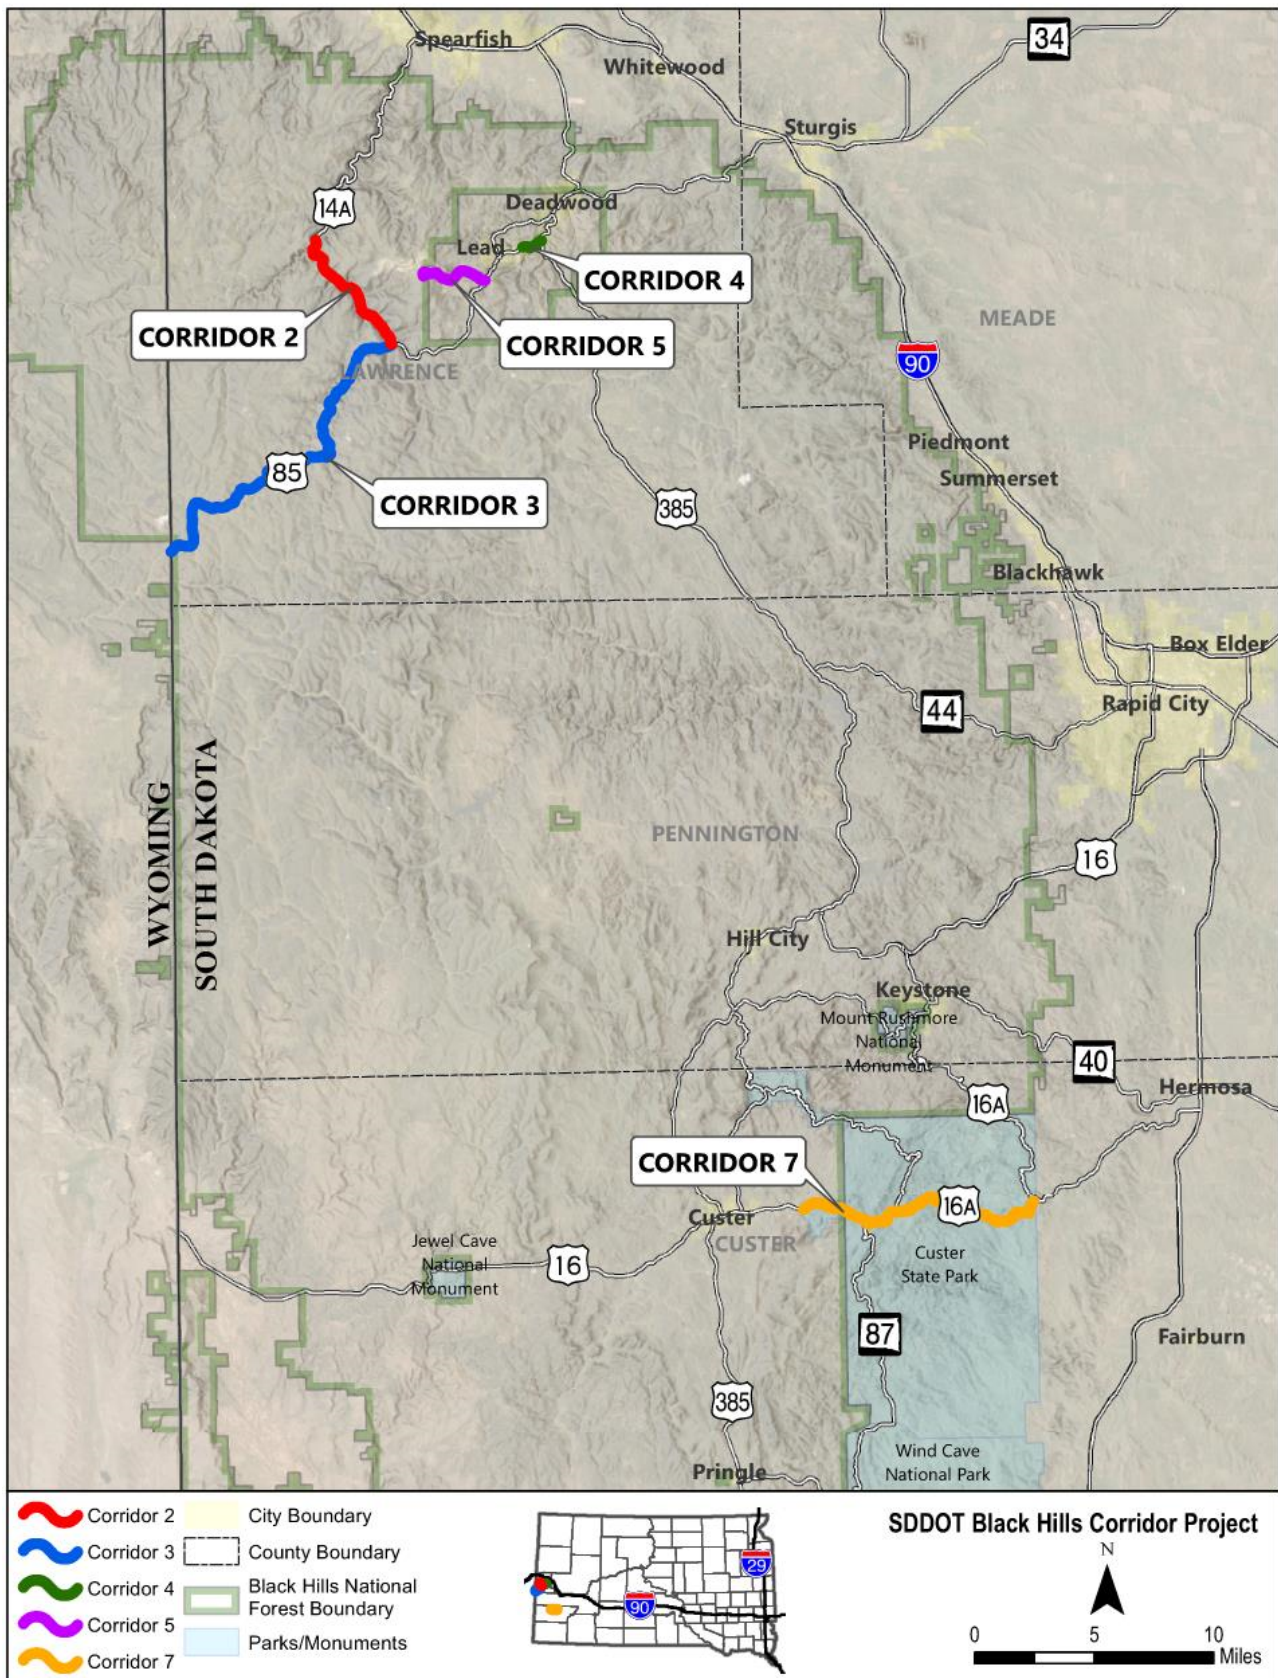 Spearfish
34
Whitewood
Sturgis
14A
Deadwood
Lead
CORRIDOR 4
MEADE
CORRIDOR 2
CORRIDOR 5
90
LAWRENCE
Piedmont
85
Summerset
CORRIDOR 3
385
Blackhawk
Box Elder
Rapid City
44
WYOMING
SOUTH DAKOTA
PENNINGTON
16
Hill City
Keystone
Mount Rushmore
National
Monument
40
Hermosa
16A
CORRIDOR 7
16A
Custer
CUSTER
Jewel Cave
National
Monument
16
Custer
State Park
87
Fairburn
385
Wind Cave
National Park
Pringle
Corridor 2
Corridor 3
Corridor 4
Corridor 5
Corridor 7
City Boundary
County Boundary
Black Hills National
Forest Boundary
Parks/Monuments
29
90
SDDOT Black Hills Corridor Project
N
0 5 10
Miles